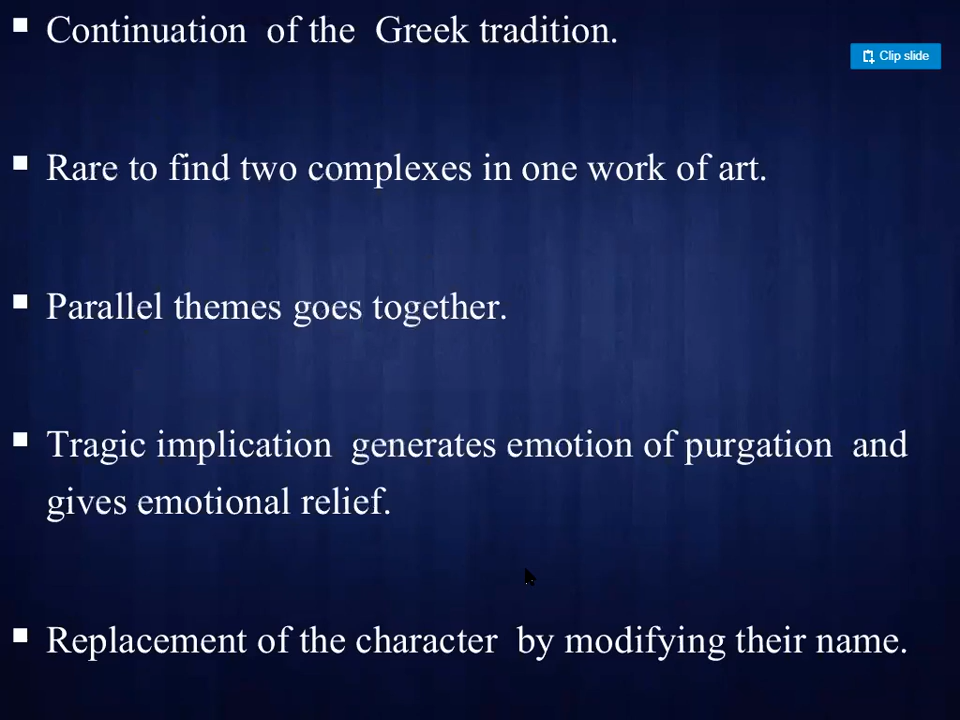 Continuation of the Greek tradition.
Clip slide
Rare to find two complexes in one work of art.
Parallel themes goes together.
Tragic implication generates emotion of purgation and
gives emotional relief.
Replacement of the character by modifying their name.